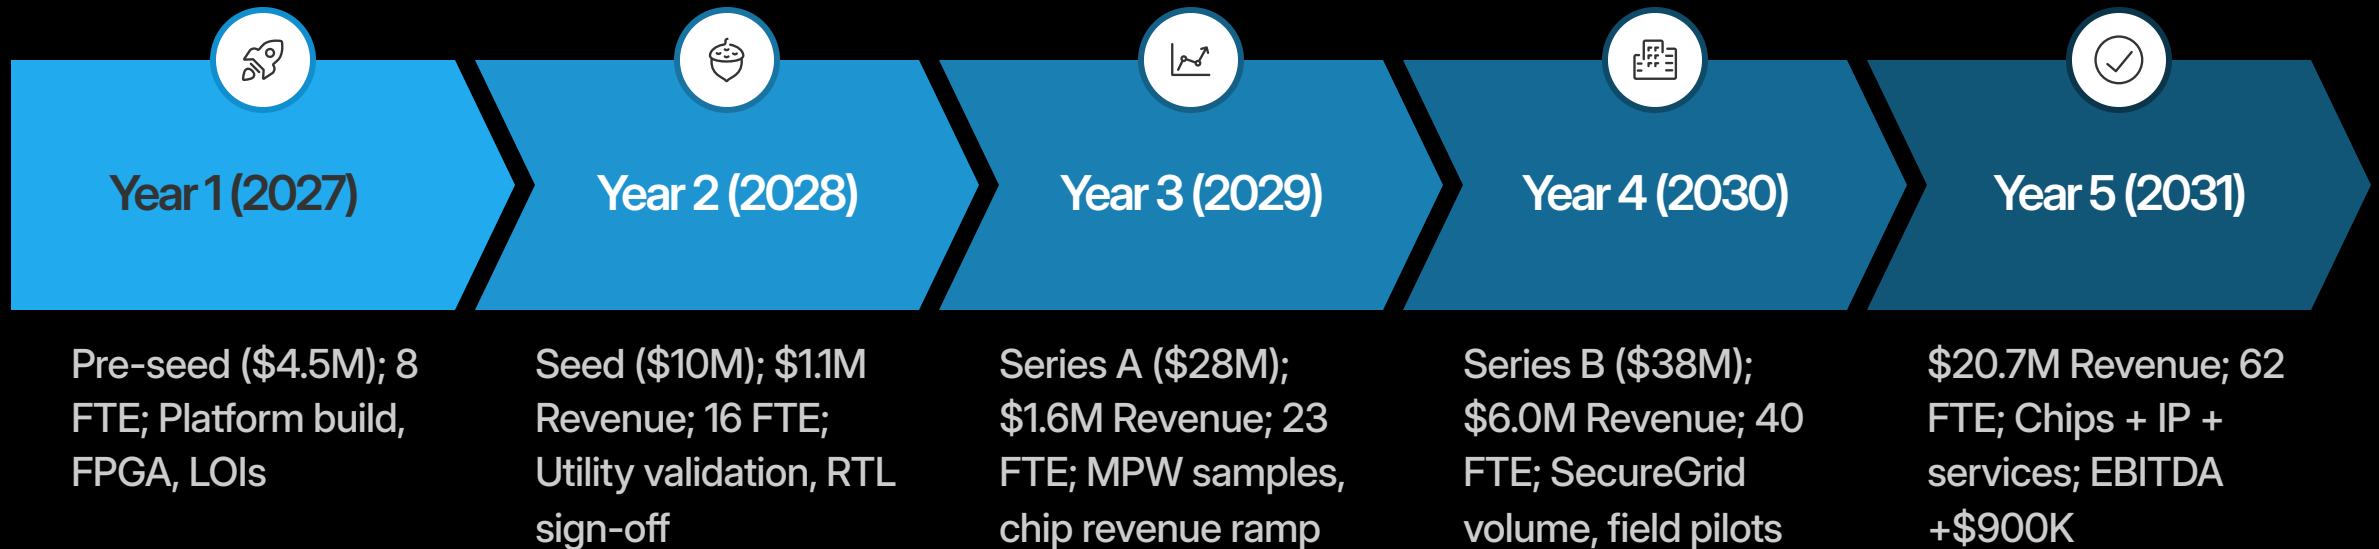 Year 1 (2027)
Pre-seed ($4.5M); 8
FTE; Platform build,
FPGA, LOIs
Year 2 (2028)
Seed ($10M); $1.1M
Revenue; 16 FTE;
Utility validation, RTL
sign-off
Year 3 (2029)
Series A ($28M);
$1.6M Revenue; 23
FTE; MPW samples,
chip revenue ramp
Year 4 (2030)
Series B ($38M);
$6.0M Revenue; 40
FTE; SecureGrid
volume, field pilots
Year 5 (2031)
$20.7M Revenue; 62
FTE; Chips + IP +
services; EBITDA
+$900K